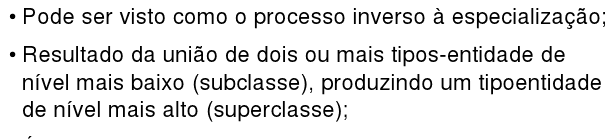 • Pode ser visto como o processo inverso à especialização;
• Resultado da união de dois ou mais tipos-entidade de
nível mais baixo (subclasse), produzindo um tipoentidade
de nível mais alto (superclasse);